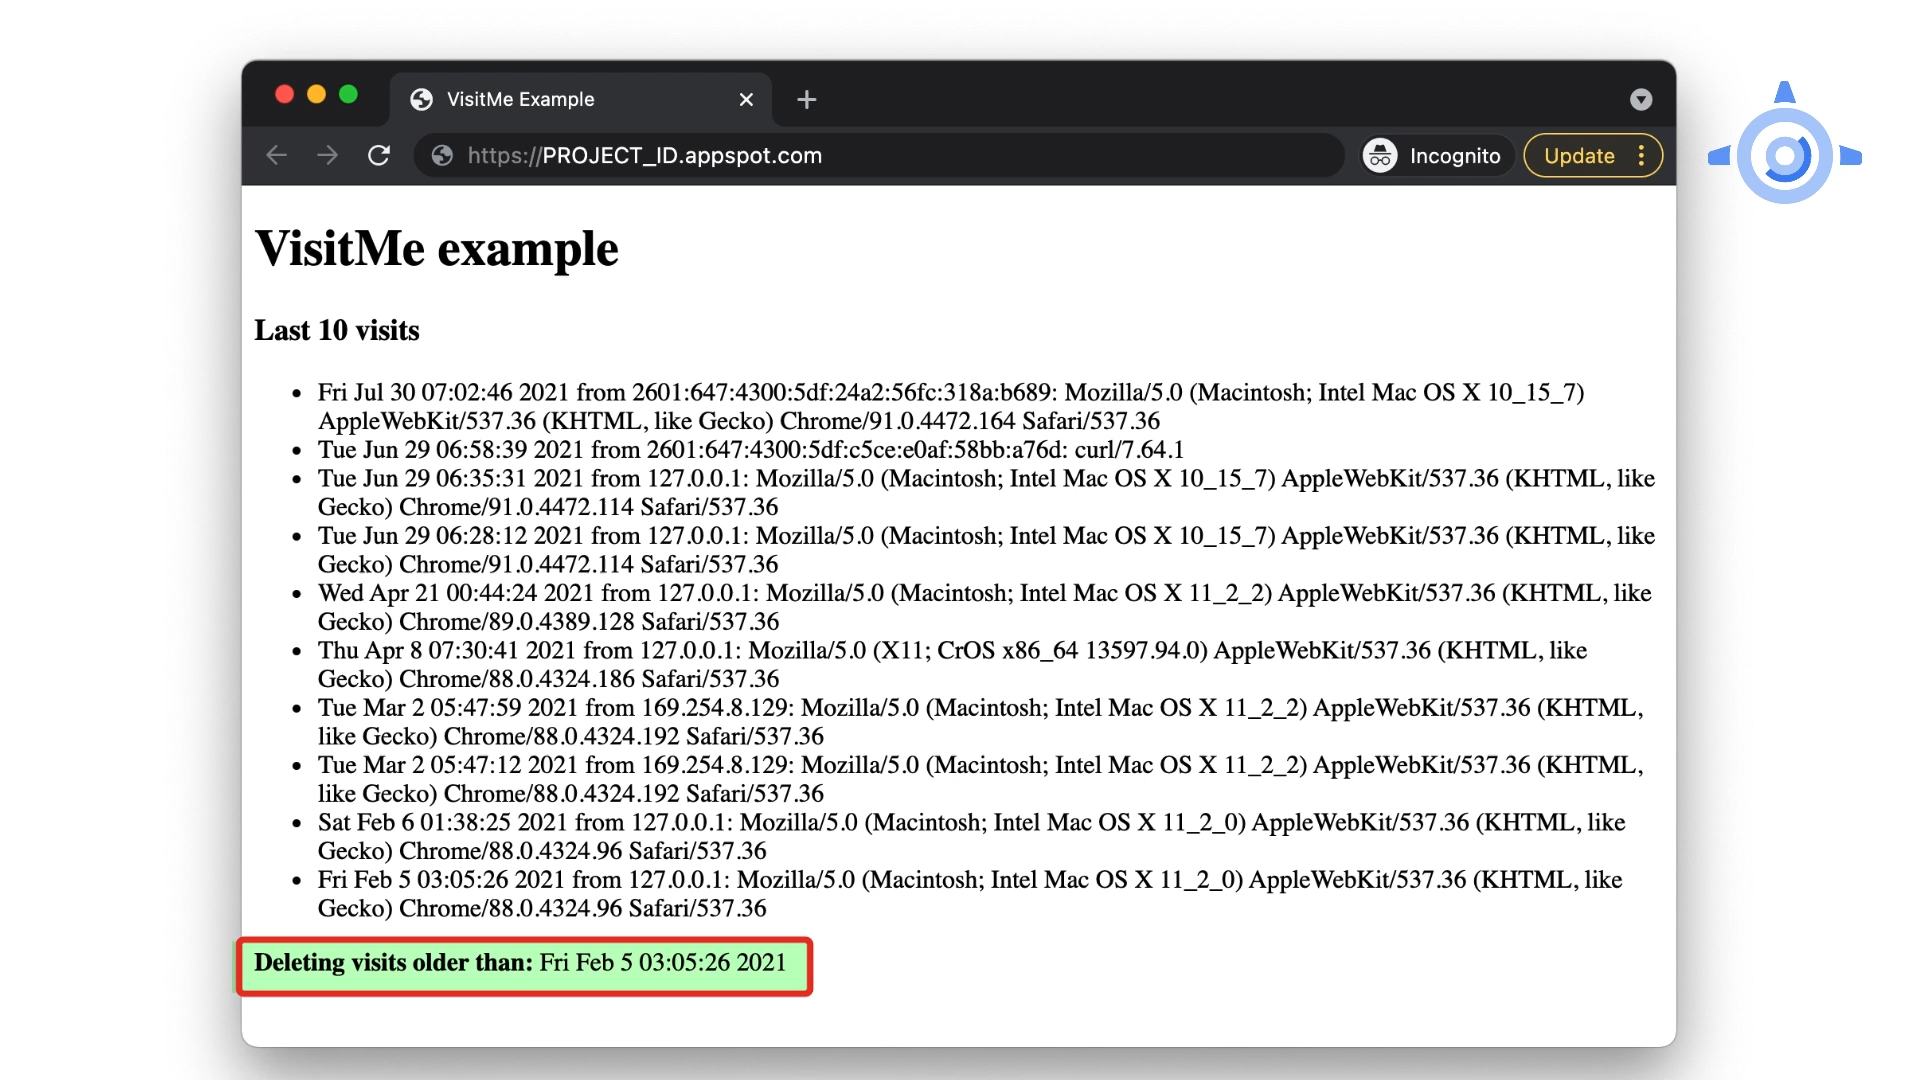 VisitMe Example
https://PROJECT_ID.appspot.com
Incognito
Update
VisitMe example
Last 10 visits
• Fri Jul 30 07:02:46 2021 from 2601:647:4300:5df:24a2:56fc:318a:b689: Mozilla/5.0 (Macintosh; Intel Mac OS X 10_15_7)
AppleWebKit/537.36 (KHTML, like Gecko) Chrome/91.0.4472.164 Safari/537.36
• Tue Jun 29 06:58:39 2021 from 2601:647:4300:5df:c5ce:e0af:58bb:a76d: curl/7.64.1
• Tue Jun 29 06:35:31 2021 from 127.0.0.1: Mozilla/5.0 (Macintosh; Intel Mac OS X 10_15_7) AppleWebKit/537.36 (KHTML, like
Gecko) Chrome/91.0.4472.114 Safari/537.36
• Tue Jun 29 06:28:12 2021 from 127.0.0.1: Mozilla/5.0 (Macintosh; Intel Mac OS X 10_15_7) AppleWebKit/537.36 (KHTML, like
Gecko) Chrome/91.0.4472.114 Safari/537.36
• Wed Apr 21 00:44:24 2021 from 127.0.0.1: Mozilla/5.0 (Macintosh; Intel Mac OS X 11_2_2) AppleWebKit/537.36 (KHTML, like
Gecko) Chrome/89.0.4389.128 Safari/537.36
• Thu Apr 8 07:30:41 2021 from 127.0.0.1: Mozilla/5.0 (X11; CrOS x86_64 13597.94.0) AppleWebKit/537.36 (KHTML, like
Gecko) Chrome/88.0.4324.186 Safari/537.36
• Tue Mar 2 05:47:59 2021 from 169.254.8.129: Mozilla/5.0 (Macintosh; Intel Mac OS X 11_2_2) AppleWebKit/537.36 (KHTML,
like Gecko) Chrome/88.0.4324.192 Safari/537.36
• Tue Mar 2 05:47:12 2021 from 169.254.8.129: Mozilla/5.0 (Macintosh; Intel Mac OS X 11_2_2) AppleWebKit/537.36 (KHTML,
like Gecko) Chrome/88.0.4324.192 Safari/537.36
• Sat Feb 6 01:38:25 2021 from 127.0.0.1: Mozilla/5.0 (Macintosh; Intel Mac OS X 11_2_0) AppleWebKit/537.36 (KHTML, like
Gecko) Chrome/88.0.4324.96 Safari/537.36
• Fri Feb 5 03:05:26 2021 from 127.0.0.1: Mozilla/5.0 (Macintosh; Intel Mac OS X 11_2_0) AppleWebKit/537.36 (KHTML, like
Gecko) Chrome/88.0.4324.96 Safari/537.36
Deleting visits older than: Fri Feb 5 03:05:26 2021